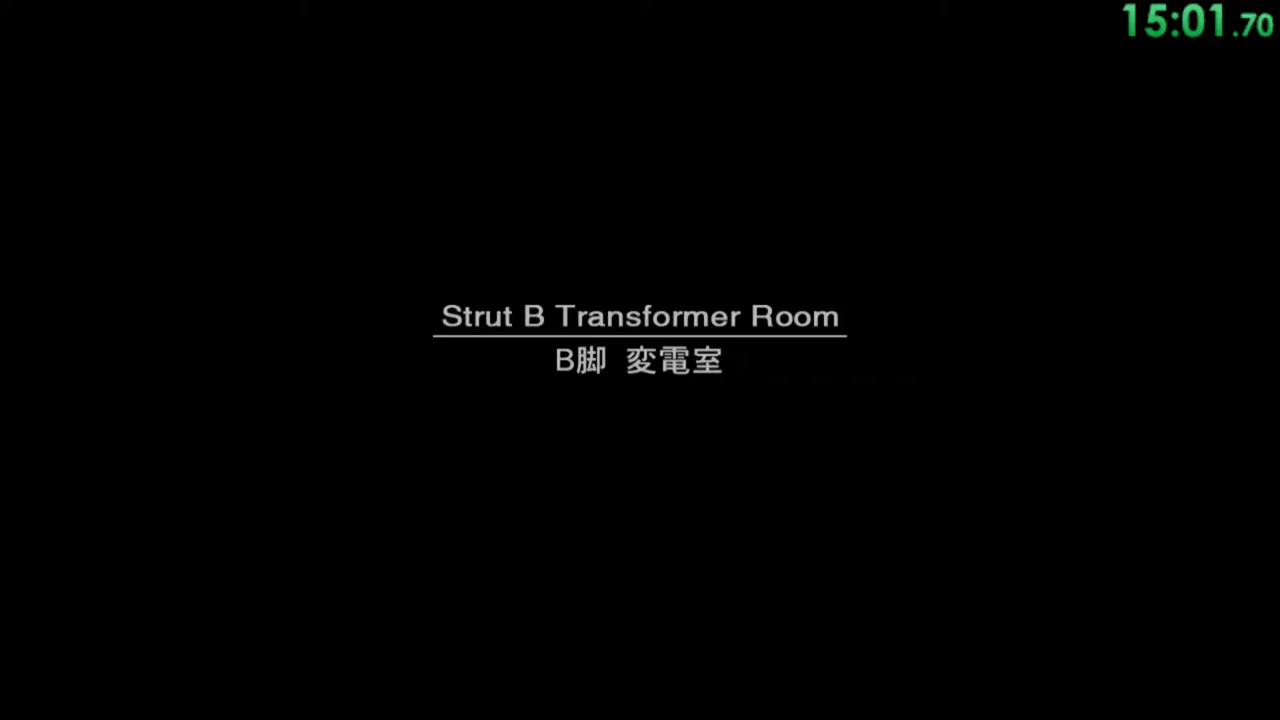 15:01.70
Strut B Transformer Room
B脚 変電室